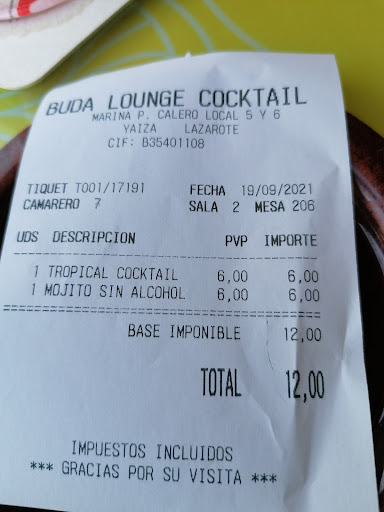 BUDA LOUNGE COCKTAIL
MARINA P. CALERO LOCAL 5 Y 6
YAIZA LAZAROTE
CIF: B35401108
TIQUET T001/17191 FECHA 19/09/2021
CAMARERO 7 SALA 2 MESA 206
UDS DESCRIPCION PVP IMPORTE
1 TROPICAL COCKTAIL 6,00 6,00
1 MOJITO SIN ALCOHOL 6,00 6,00
BASE IMPONIBLE 12,00
TOTAL 12,00
IMPUESTOS INCLUIDOS
*** GRACIAS POR SU VISITA ***